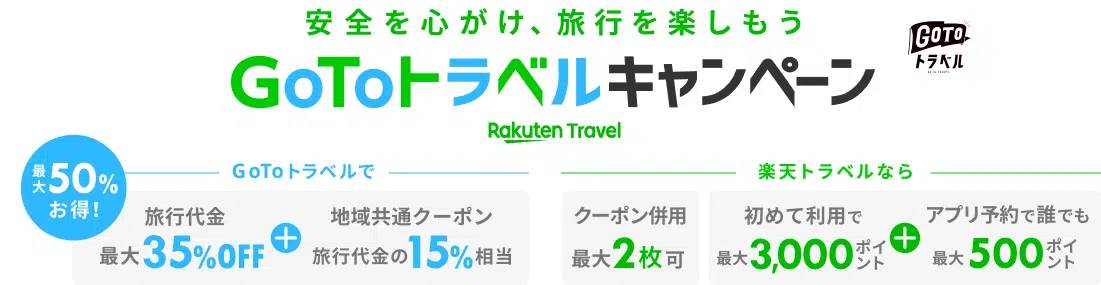 安全を心がけ、旅行を楽しもう
GoToトラベルキャンペーン
GOTO
トラベル
Rakuten Travel
最大50%
お得!
GoToトラベルで
旅行代金
最大35%OFF
+
地域共通クーポン
旅行代金の15%相当
楽天トラベルなら
クーポン併用
最大2枚可
初めて利用で
最大3,000ポイント
+
アプリ予約で誰でも
最大500ポイント